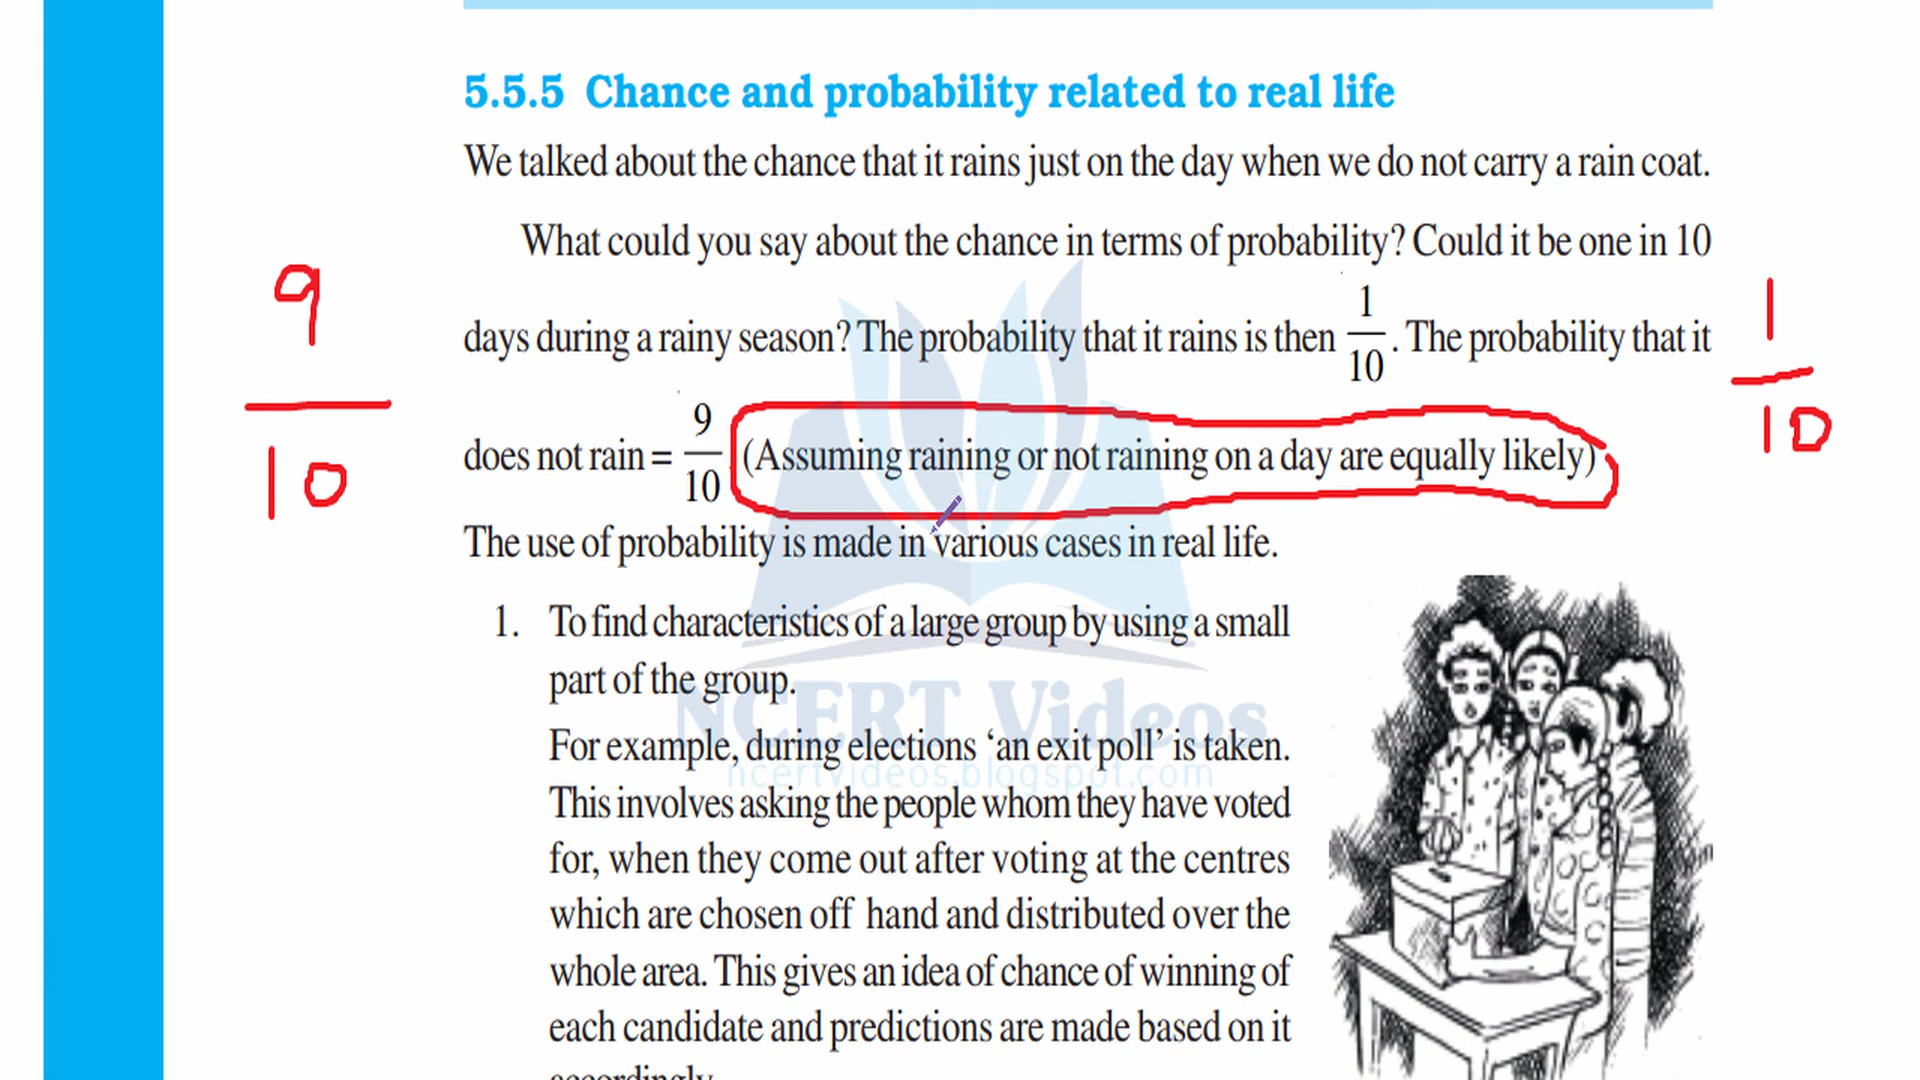 5.5.5 Chance and probability related to real life
We talked about the chance that it rains just on the day when we do not carry a rain coat.
What could you say about the chance in terms of probability? Could it be one in 10
days during a rainy season? The probability that it rains is then 1/10. The probability that it
does not rain = 9/10 (Assuming raining or not raining on a day are equally likely)
The use of probability is made in various cases in real life.
1. To find characteristics of a large group by using a small
part of the group.
For example, during elections ‘an exit poll’ is taken.
This involves asking the people whom they have voted
for, when they come out after voting at the centres
which are chosen off hand and distributed over the
whole area. This gives an idea of chance of winning of
each candidate and predictions are made based on it
accordingly.
9
10
1
10
NCERT Videos
ncertvideos.blogspot.com